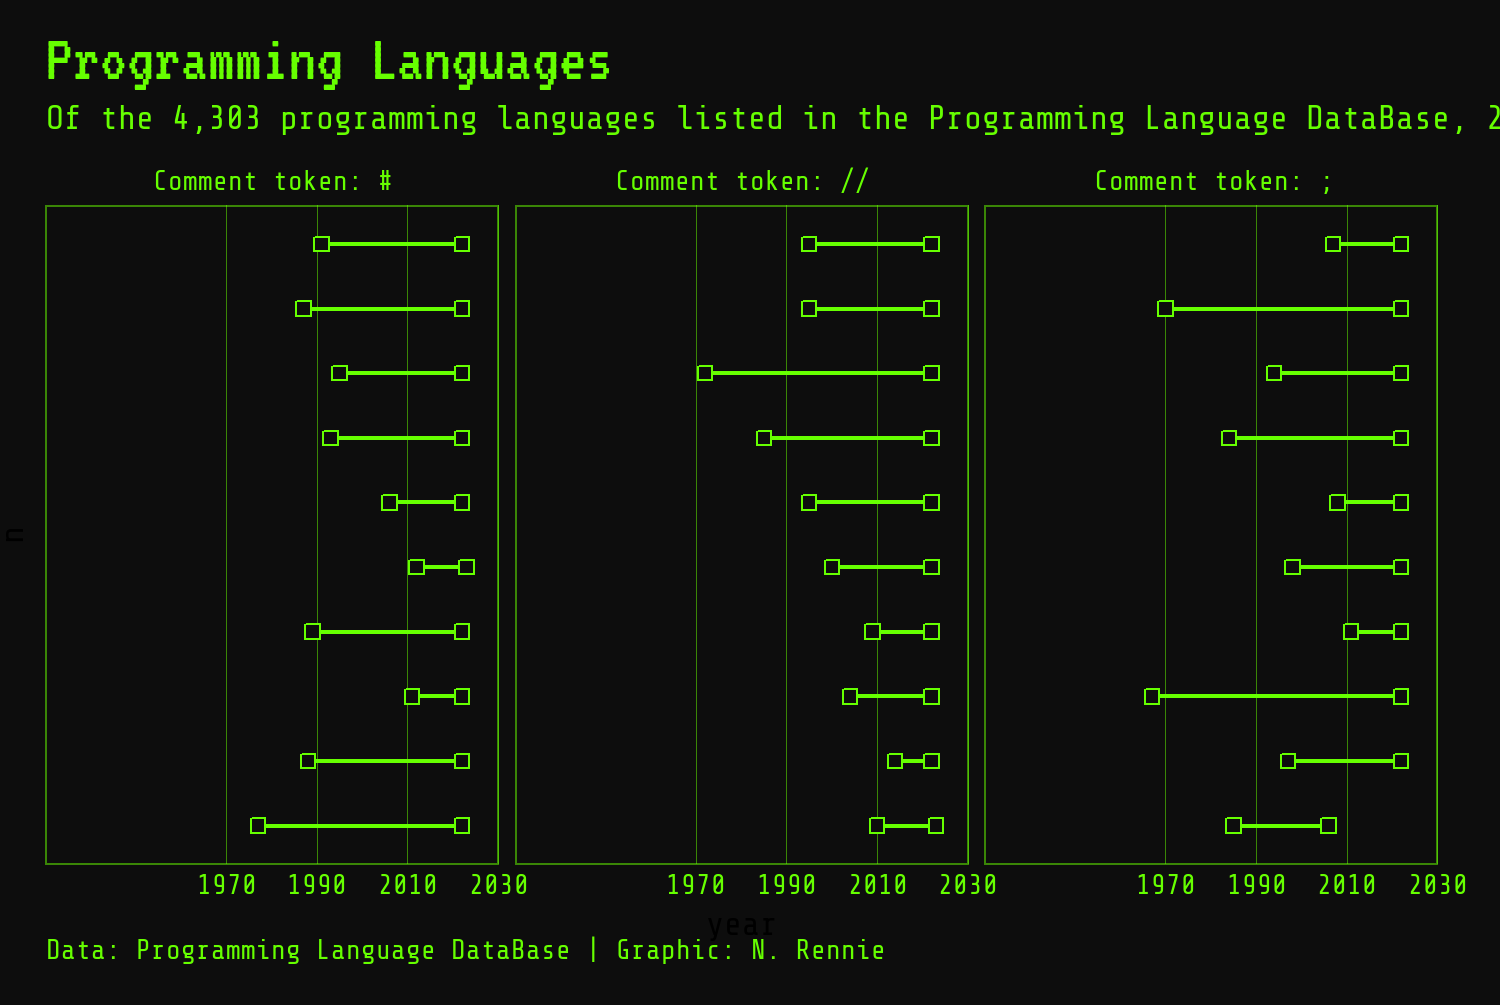 Programming Languages
Of the 4,303 programming languages listed in the Programming Language DataBase, 2
Comment token: # Comment token: // Comment token: ;
n
1970 1990 2010 2030 1970 1990 2010 2030 1970 1990 2010 2030
year
Data: Programming Language DataBase | Graphic: N. Rennie